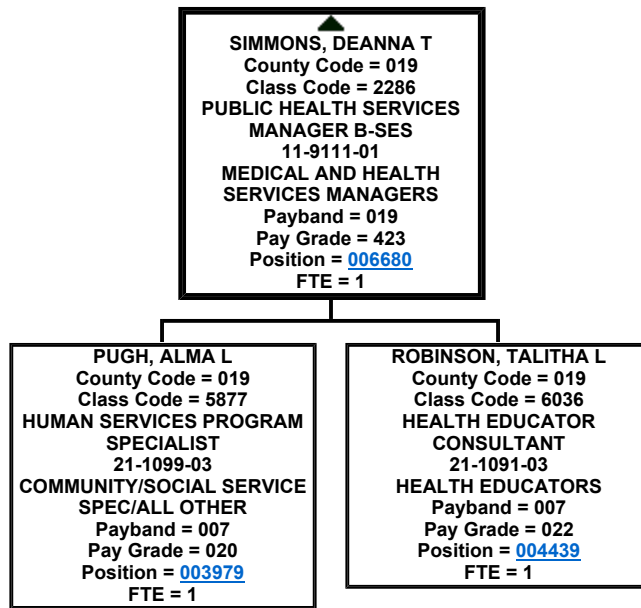 SIMMONS, DEANNA T
County Code = 019
Class Code = 2286
PUBLIC HEALTH SERVICES
MANAGER B-SES
11-9111-01
MEDICAL AND HEALTH
SERVICES MANAGERS
Payband = 019
Pay Grade = 423
Position = 006680
FTE = 1
PUGH, ALMA L
County Code = 019
Class Code = 5877
HUMAN SERVICES PROGRAM
SPECIALIST
21-1099-03
COMMUNITY/SOCIAL SERVICE
SPEC/ALL OTHER
Payband = 007
Pay Grade = 020
Position = 003979
FTE = 1
ROBINSON, TALITHA L
County Code = 019
Class Code = 6036
HEALTH EDUCATOR
CONSULTANT
21-1091-03
HEALTH EDUCATORS
Payband = 007
Pay Grade = 022
Position = 004439
FTE = 1